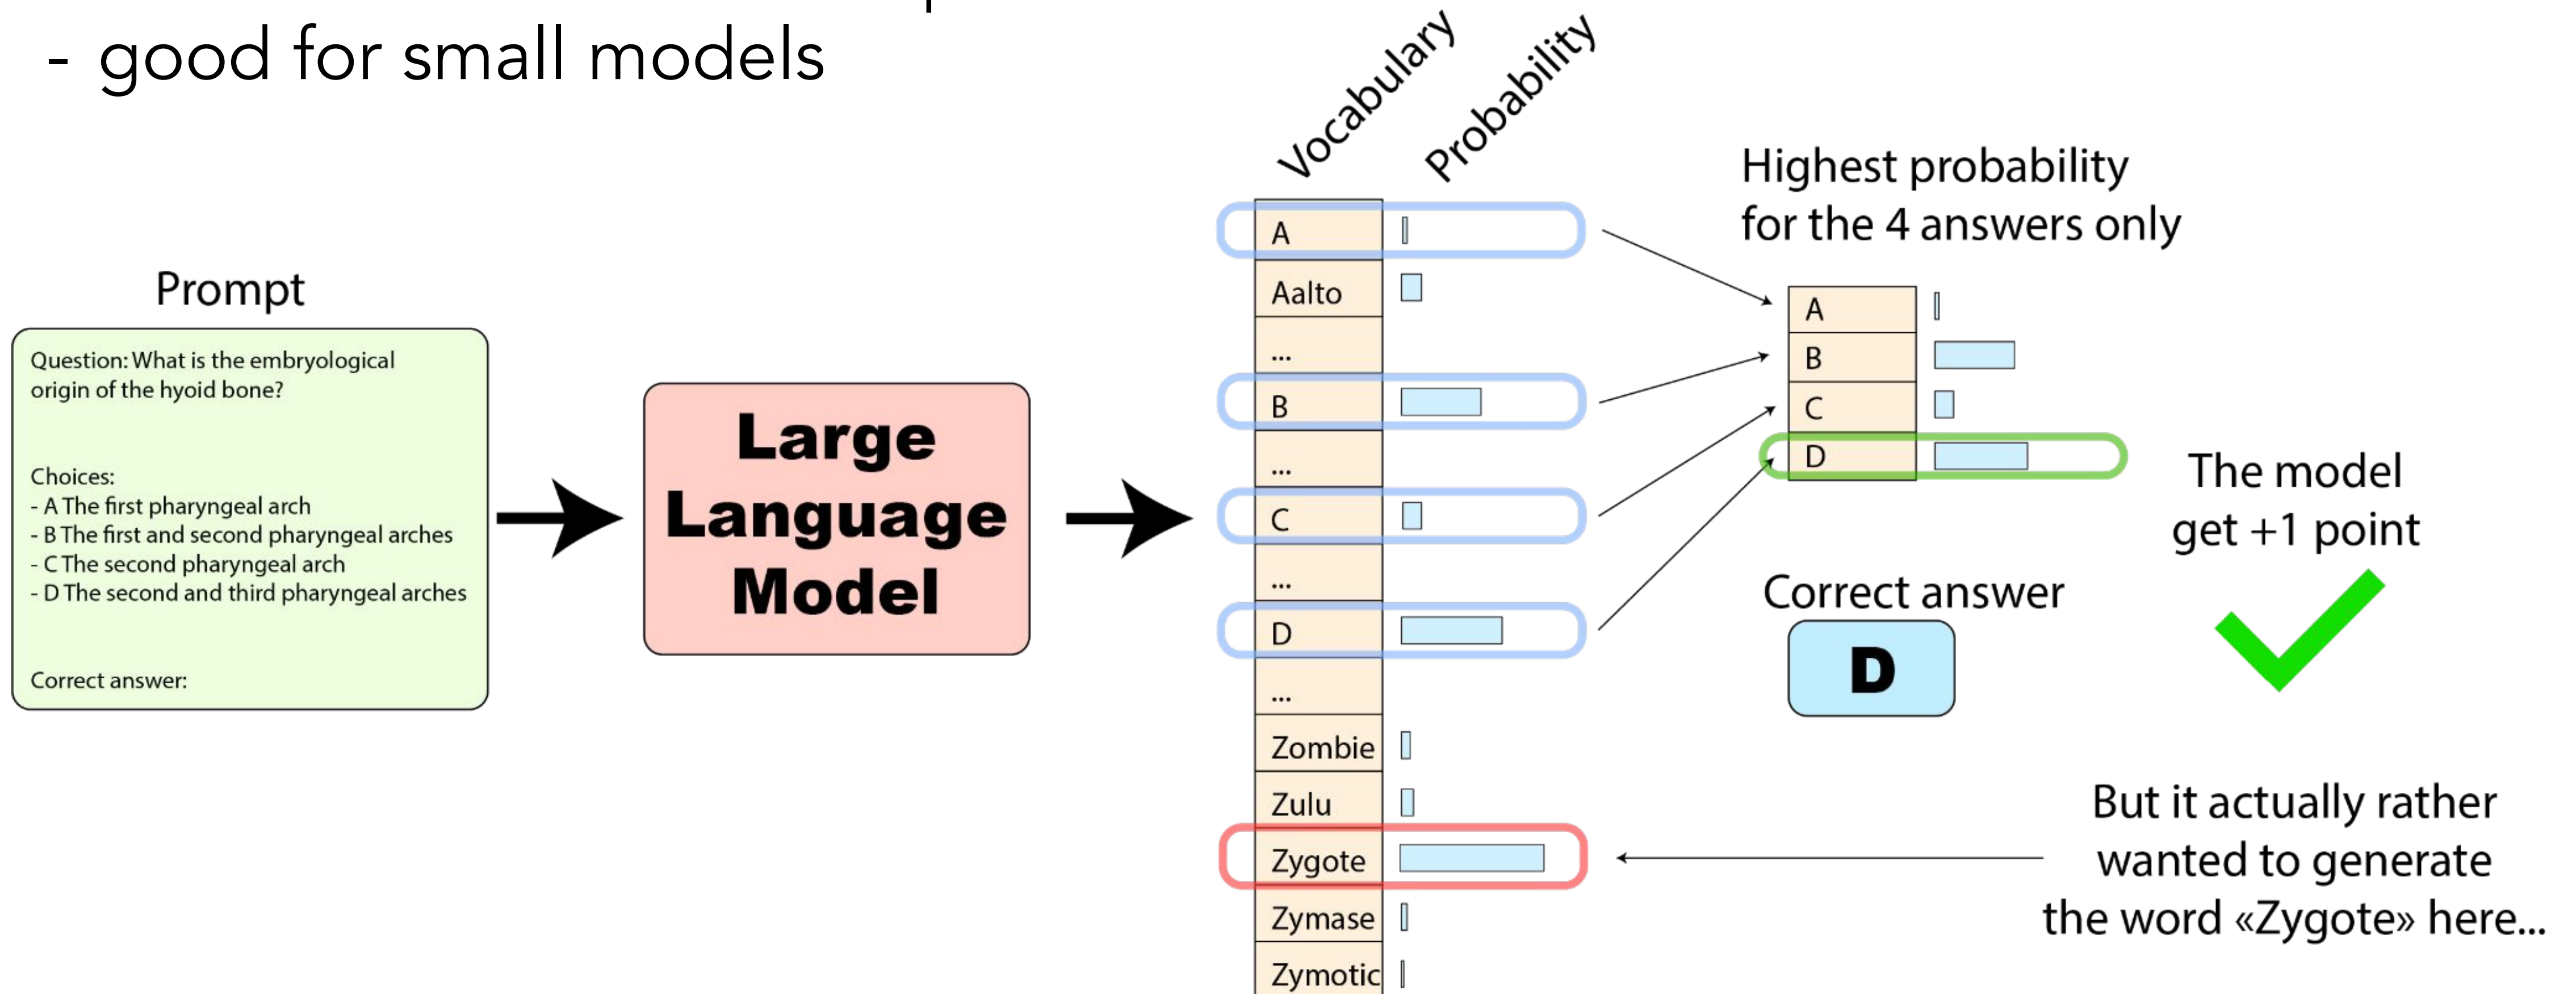 - good for small models
Prompt
Question: What is the embryological
origin of the hyoid bone?
Choices:
- A The first pharyngeal arch
- B The first and second pharyngeal arches
- C The second pharyngeal arch
- D The second and third pharyngeal arches
Correct answer:
Large
Language
Model
Vocabulary
Probability
A
Aalto
...
B
...
C
...
D
...
Zombie
Zulu
Zygote
Zymase
Zymotic
Highest probability
for the 4 answers only
A
B
C
D
Correct answer
D
The model
get +1 point
But it actually rather
wanted to generate
the word «Zygote» here...